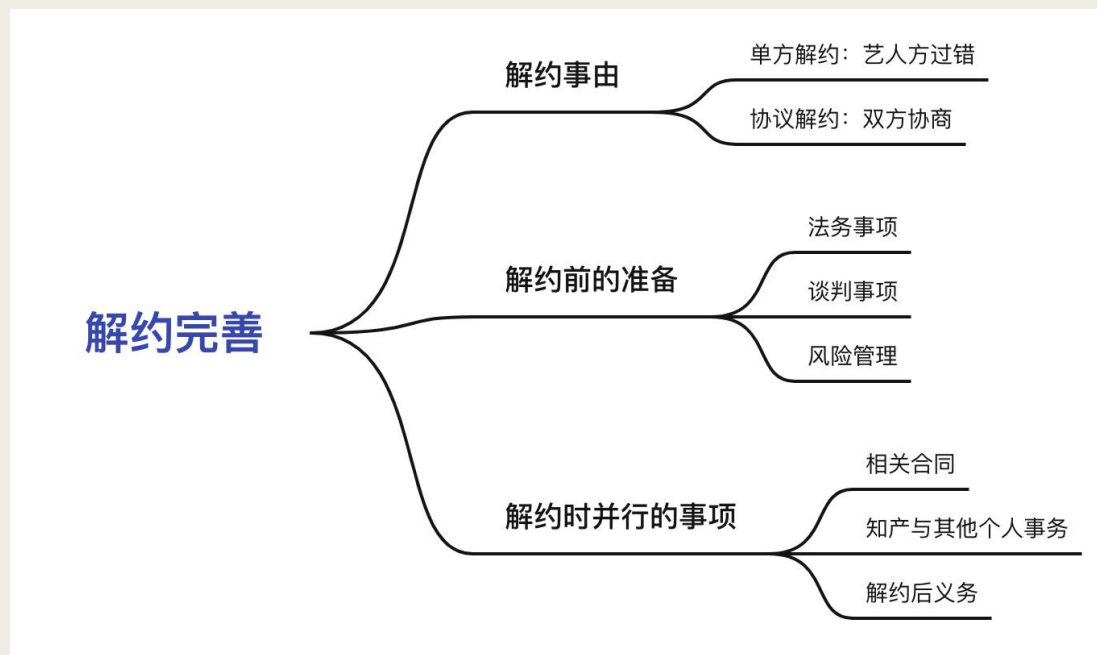 解约完善
解约事由
单方解约：艺人方过错
协议解约：双方协商
解约前的准备
法务事项
谈判事项
风险管理
解约时并行的事项
相关合同
知产与其他个人事务
解约后义务